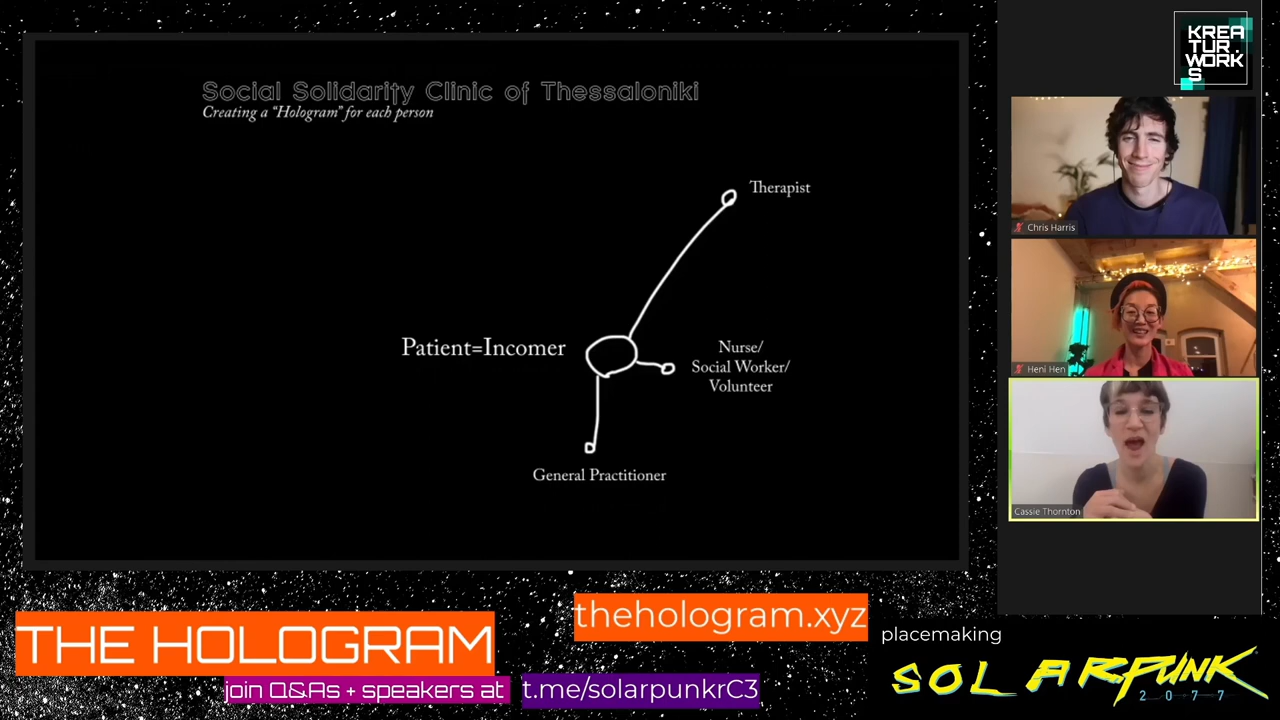 Social Solidarity Clinic of Thessaloniki
Creating a “Hologram” for each person
Therapist
Patient=Incomer
Nurse/
Social Worker/
Volunteer
General Practitioner
KREA
TUR.
WORK
S
Chris Harris
Heni Hen
Cassie Thornton
THE HOLOGRAM
thehologram.xyz
join Q&As + speakers at
t.me/solarpunkrC3
placemaking
SOLARPUNK
2077